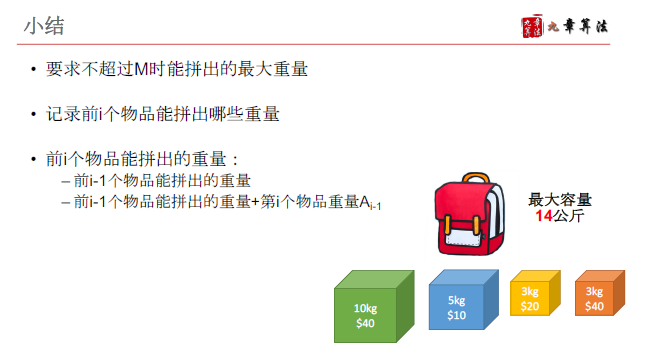 小结
九章算法
• 要求不超过M时能拼出的最大重量
• 记录前i个物品能拼出哪些重量
• 前i个物品能拼出的重量：
– 前i-1个物品能拼出的重量
– 前i-1个物品能拼出的重量+第i个物品重量Ai-1
最大容量
14公斤
10kg
$40
5kg
$10
3kg
$20
3kg
$40